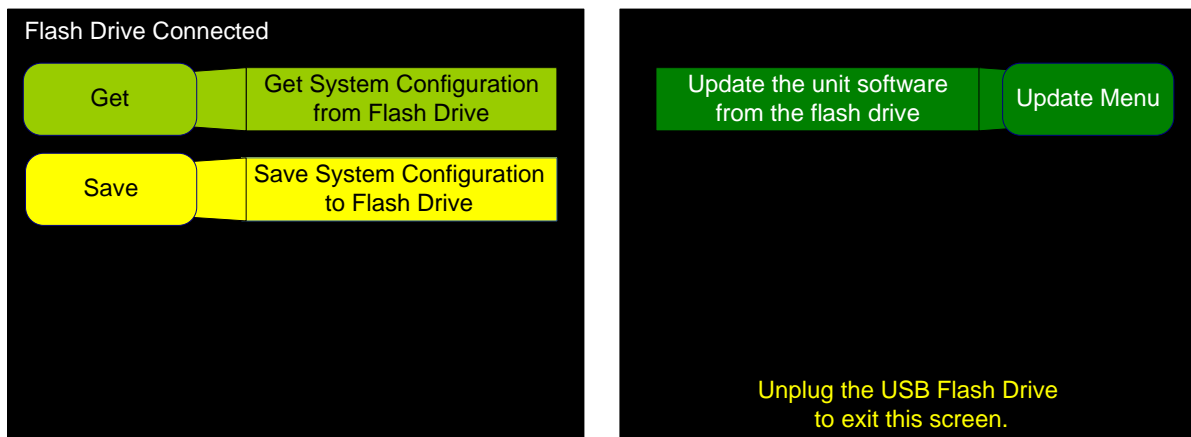 Flash Drive Connected
Get
Get System Configuration
from Flash Drive
Save
Save System Configuration
to Flash Drive
Update the unit software
from the flash drive
Update Menu
Unplug the USB Flash Drive
to exit this screen.